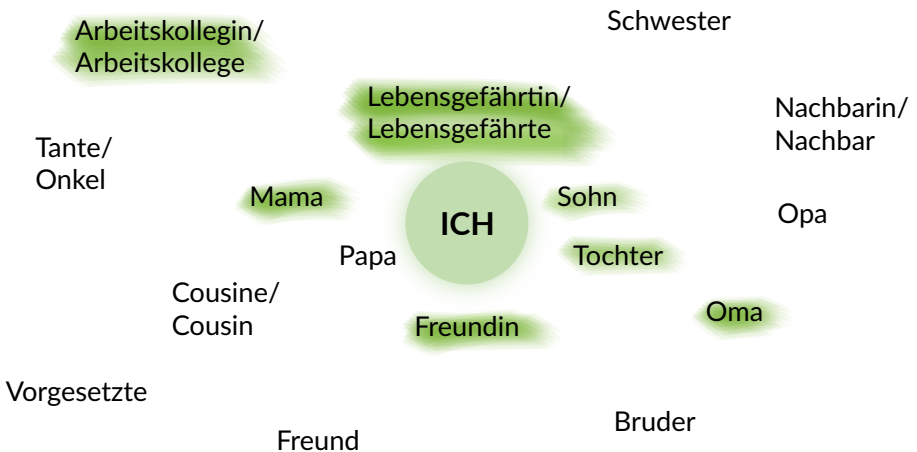 Arbeitskollegin/
Arbeitskollege
Schwester
Lebensgefährtin/
Lebensgefährte
Nachbarin/
Nachbar
Tante/
Onkel
Mama
Sohn
ICH
Opa
Papa
Tochter
Cousine/
Cousin
Freundin
Oma
Vorgesetzte
Bruder
Freund